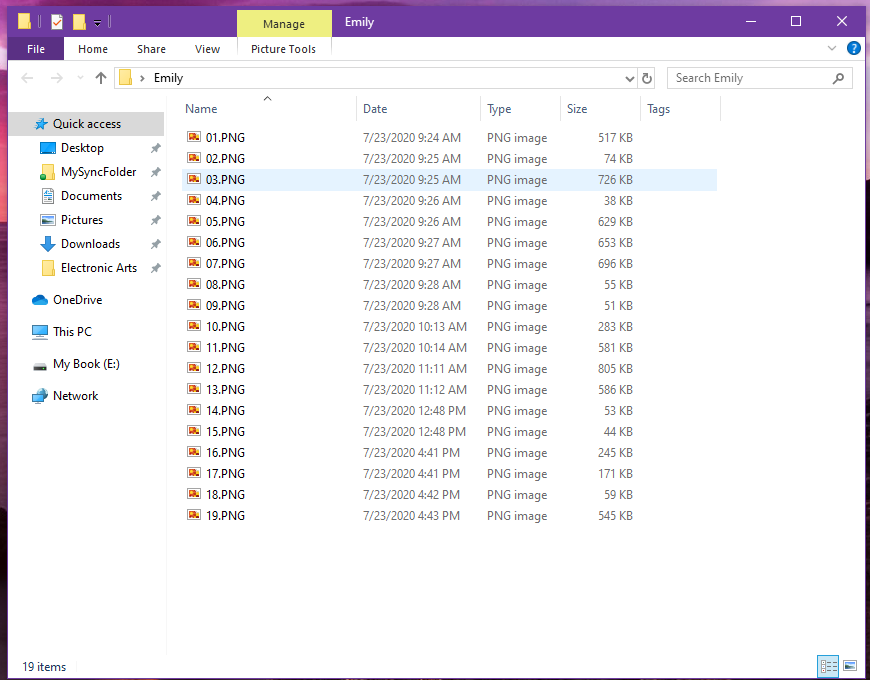 Manage
Emily
File
Home
Share
View
Picture Tools
?
Emily
Search Emily
Name
Date
Type
Size
Tags
Quick access
Desktop
MySyncFolder
Documents
Pictures
Downloads
Electronic Arts
OneDrive
This PC
My Book (E:)
Network
01.PNG 7/23/2020 9:24 AM PNG image 517 KB
02.PNG 7/23/2020 9:25 AM PNG image 74 KB
03.PNG 7/23/2020 9:25 AM PNG image 726 KB
04.PNG 7/23/2020 9:26 AM PNG image 38 KB
05.PNG 7/23/2020 9:26 AM PNG image 629 KB
06.PNG 7/23/2020 9:27 AM PNG image 653 KB
07.PNG 7/23/2020 9:27 AM PNG image 696 KB
08.PNG 7/23/2020 9:28 AM PNG image 55 KB
09.PNG 7/23/2020 9:28 AM PNG image 51 KB
10.PNG 7/23/2020 10:13 AM PNG image 283 KB
11.PNG 7/23/2020 10:14 AM PNG image 581 KB
12.PNG 7/23/2020 11:11 AM PNG image 805 KB
13.PNG 7/23/2020 11:12 AM PNG image 586 KB
14.PNG 7/23/2020 12:48 PM PNG image 53 KB
15.PNG 7/23/2020 12:48 PM PNG image 44 KB
16.PNG 7/23/2020 4:41 PM PNG image 245 KB
17.PNG 7/23/2020 4:41 PM PNG image 171 KB
18.PNG 7/23/2020 4:42 PM PNG image 59 KB
19.PNG 7/23/2020 4:43 PM PNG image 545 KB
19 items